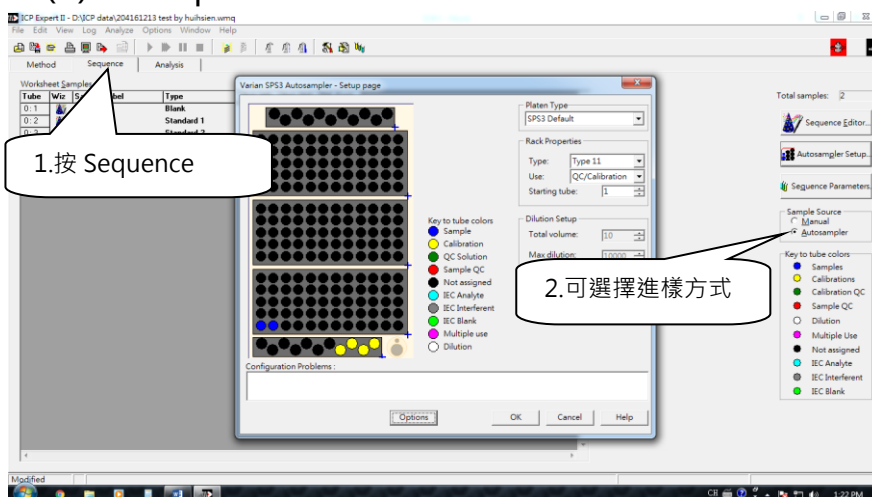 ICP Expert II - D:\ICP data\204161213 test by huihsien.wmq
File Edit View Log Analyze Options Window Help
Method Sequence Analysis
Worksheet Samples
Tube Wiz Type
0:1 Blank
0:2 Standard 1
1.按 Sequence
Varian SPS3 Autosampler - Setup page
Platen Type
SPS3 Default
Rack Properties
Type: Type 11
Use: QC/Calibration
Starting tube: 1
Dilution Setup
Total volume: 10
Max dilution: 10000
Key to tube colors
Sample
Calibration
QC Solution
Sample QC
Not assigned
IEC Analyte
IEC Interferent
IEC Blank
Multiple use
Dilution
Configuration Problems :
Options OK Cancel Help
2.可選擇進樣方式
Total samples: 2
Sequence Editor...
Autosampler Setup...
Sequence Parameters
Sample Source
Manual
Autosampler
Key to tube colors
Samples
Calibrations
Calibration QC
Sample QC
Dilution
Multiple Use
Not assigned
IEC Analyte
IEC Interferent
IEC Blank
Modified
CH 1:22 PM